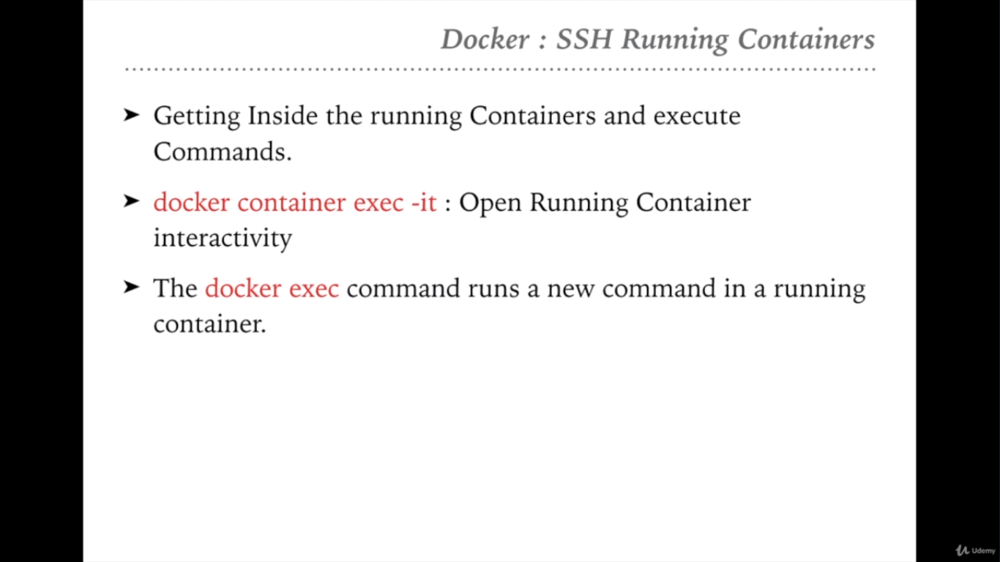 Docker : SSH Running Containers
➤ Getting Inside the running Containers and execute
Commands.
➤ docker container exec -it : Open Running Container
interactivity
➤ The docker exec command runs a new command in a running
container.
Udemy